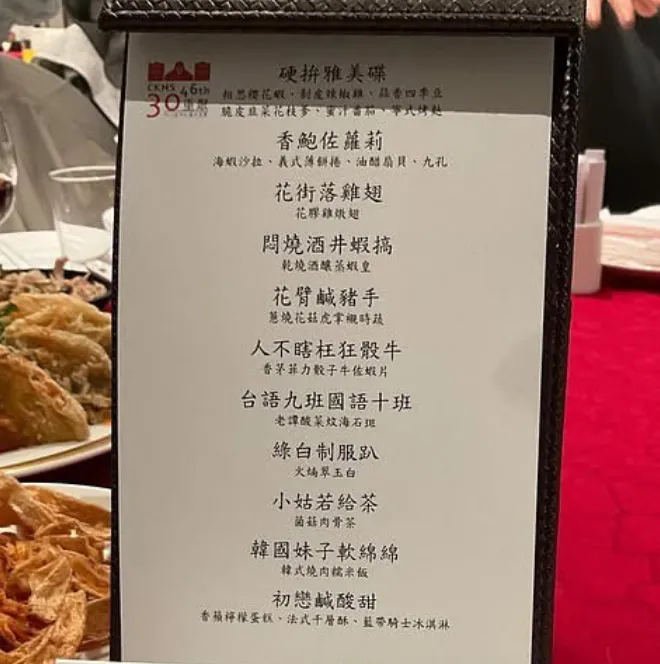 CKHS 46th
30重聚
硬拚雅美碟
相思櫻花蝦、剝皮辣椒雞、蒜香四季豆
脆皮韭菜花枝爹、蜜汁番茄、寧式烤麩
香鮑佐蘿莉
海蝦沙拉、義式薄餅捲、油醋扇貝、九孔
花街落雞翅
花膠雞燉翅
悶燒酒井蝦搞
乾燒酒釀蒸蝦皇
花臂鹹豬手
蔥燒花菇虎掌襯時蔬
人不瞎枉狂骰牛
香茅菲力骰子牛佐蝦片
台語九班國語十班
老譚酸菜炆海石斑
綠白制服趴
火焗翠玉白
小姑若給茶
菌菇肉骨茶
韓國妹子軟綿綿
韓式燒肉糯米飯
初戀鹹酸甜
香蘋檸檬蛋糕、法式千層酥、藍帶騎士冰淇淋